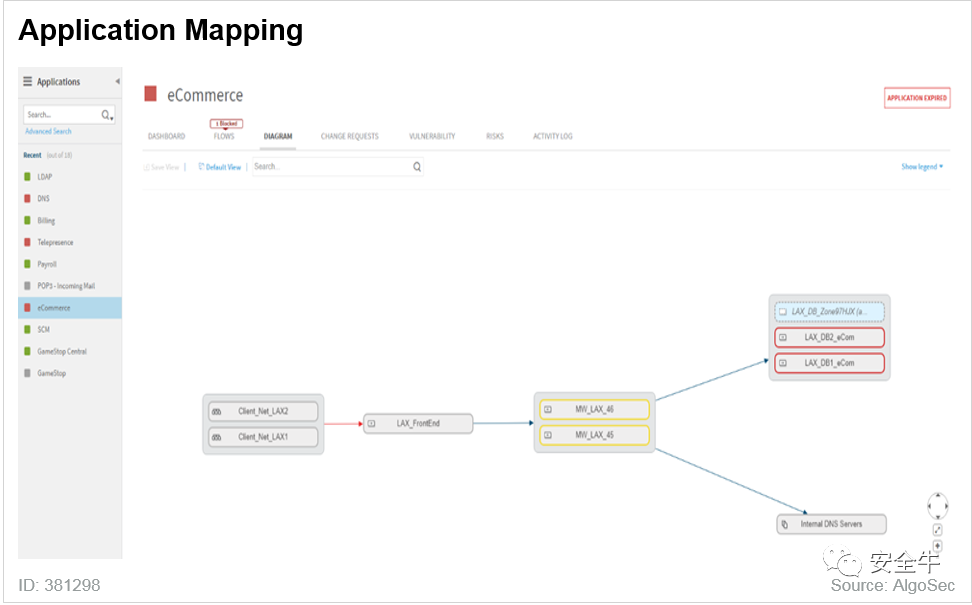 Application Mapping
Applications
Search...
Advanced Search
Recent (out of 18)
LDAP
DNS
Billing
Telepresence
Payroll
POP3 - Incoming Mail
eCommerce
SCM
GameStop Central
GameStop
eCommerce
APPLICATION EXPIRED
1 Blocked
DASHBOARD FLOWS DIAGRAM CHANGE REQUESTS VULNERABILITY RISKS ACTIVITY LOG
Save View Default View Search... Show legend
LAX_DB_Zone97HJX (a...
LAX_DB2_eCom
LAX_DB1_eCom
Client_Net_LAX2
Client_Net_LAX1
LAX_FrontEnd
MW_LAX_46
MW_LAX_45
Internal DNS Servers
安全牛
ID: 381298
Source: AlgoSec